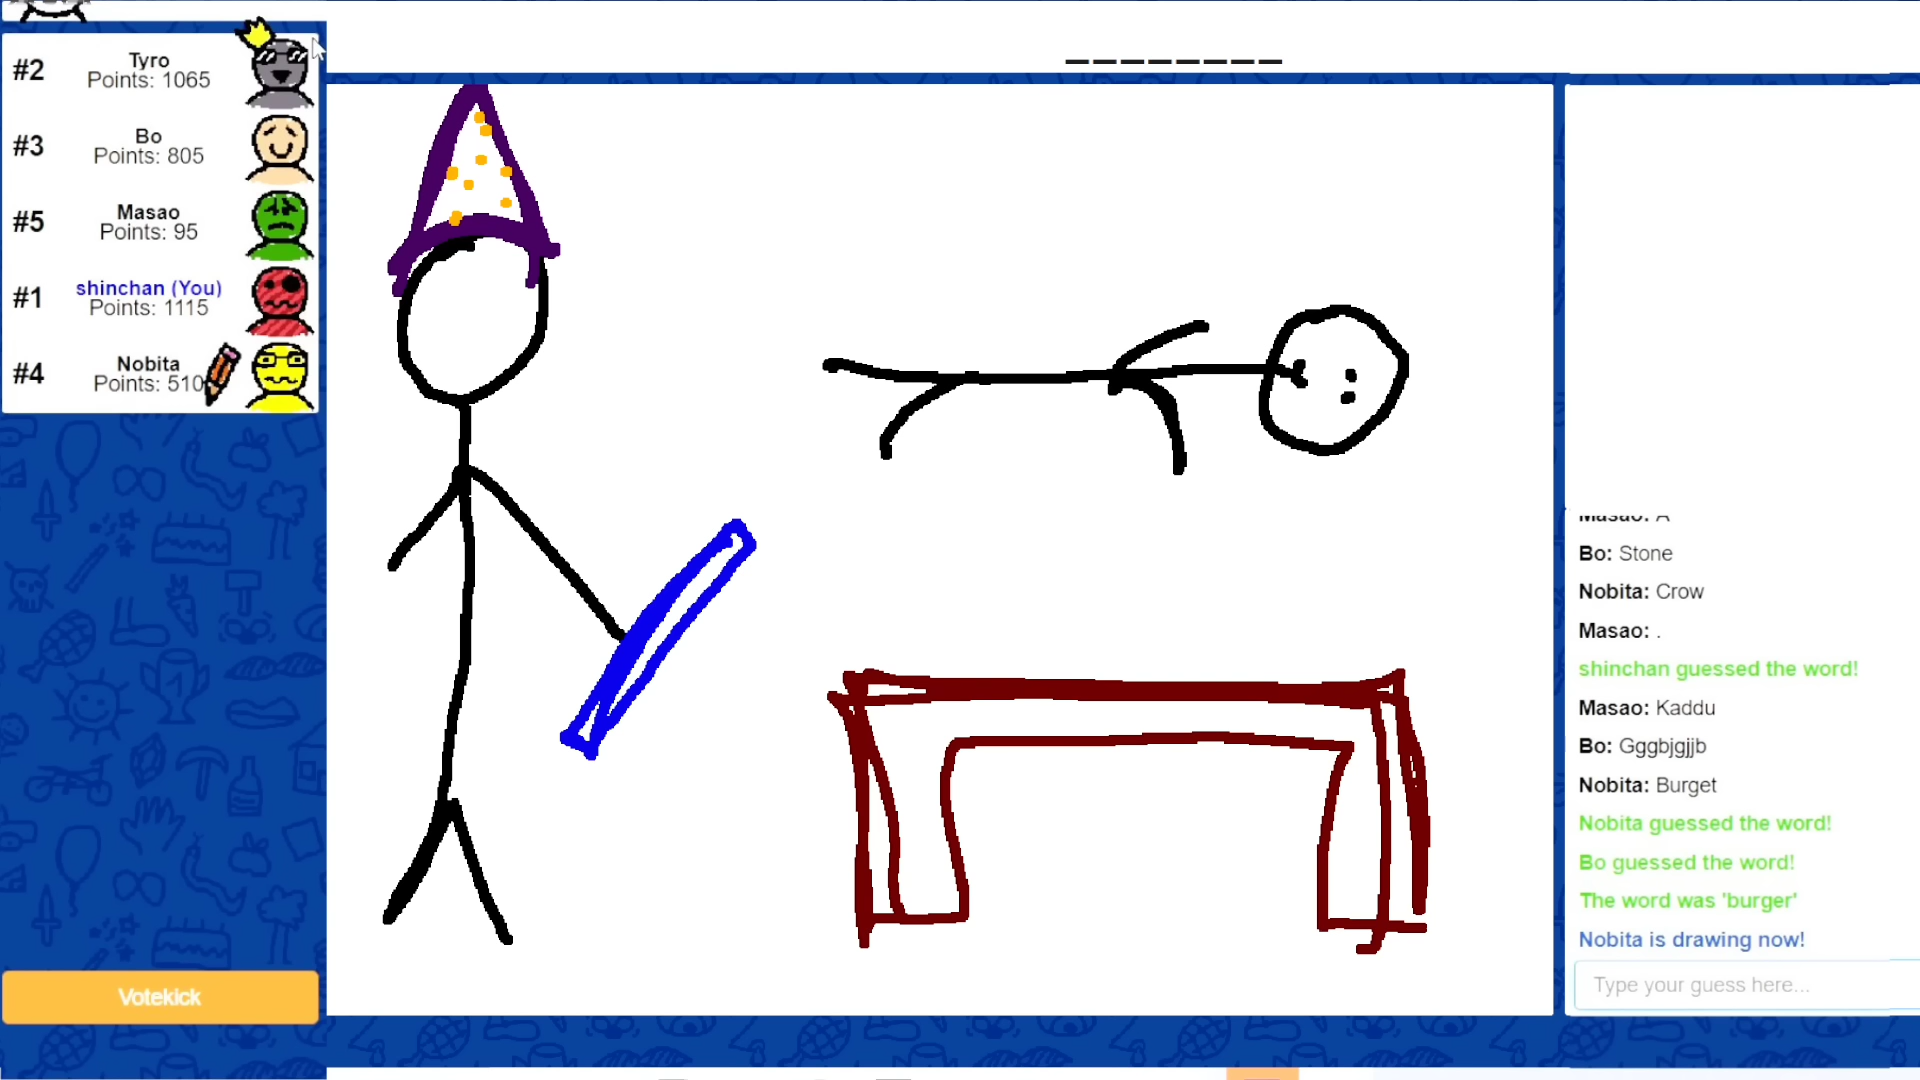 ________
#2
Tyro
Points: 1065
#3
Bo
Points: 805
#5
Masao
Points: 95
#1
shinchan (You)
Points: 1115
#4
Nobita
Points: 510
Votekick
Masao: A
Bo: Stone
Nobita: Crow
Masao: .
shinchan guessed the word!
Masao: Kaddu
Bo: Gggbjgjjb
Nobita: Burget
Nobita guessed the word!
Bo guessed the word!
The word was 'burger'
Nobita is drawing now!
Type your guess here...